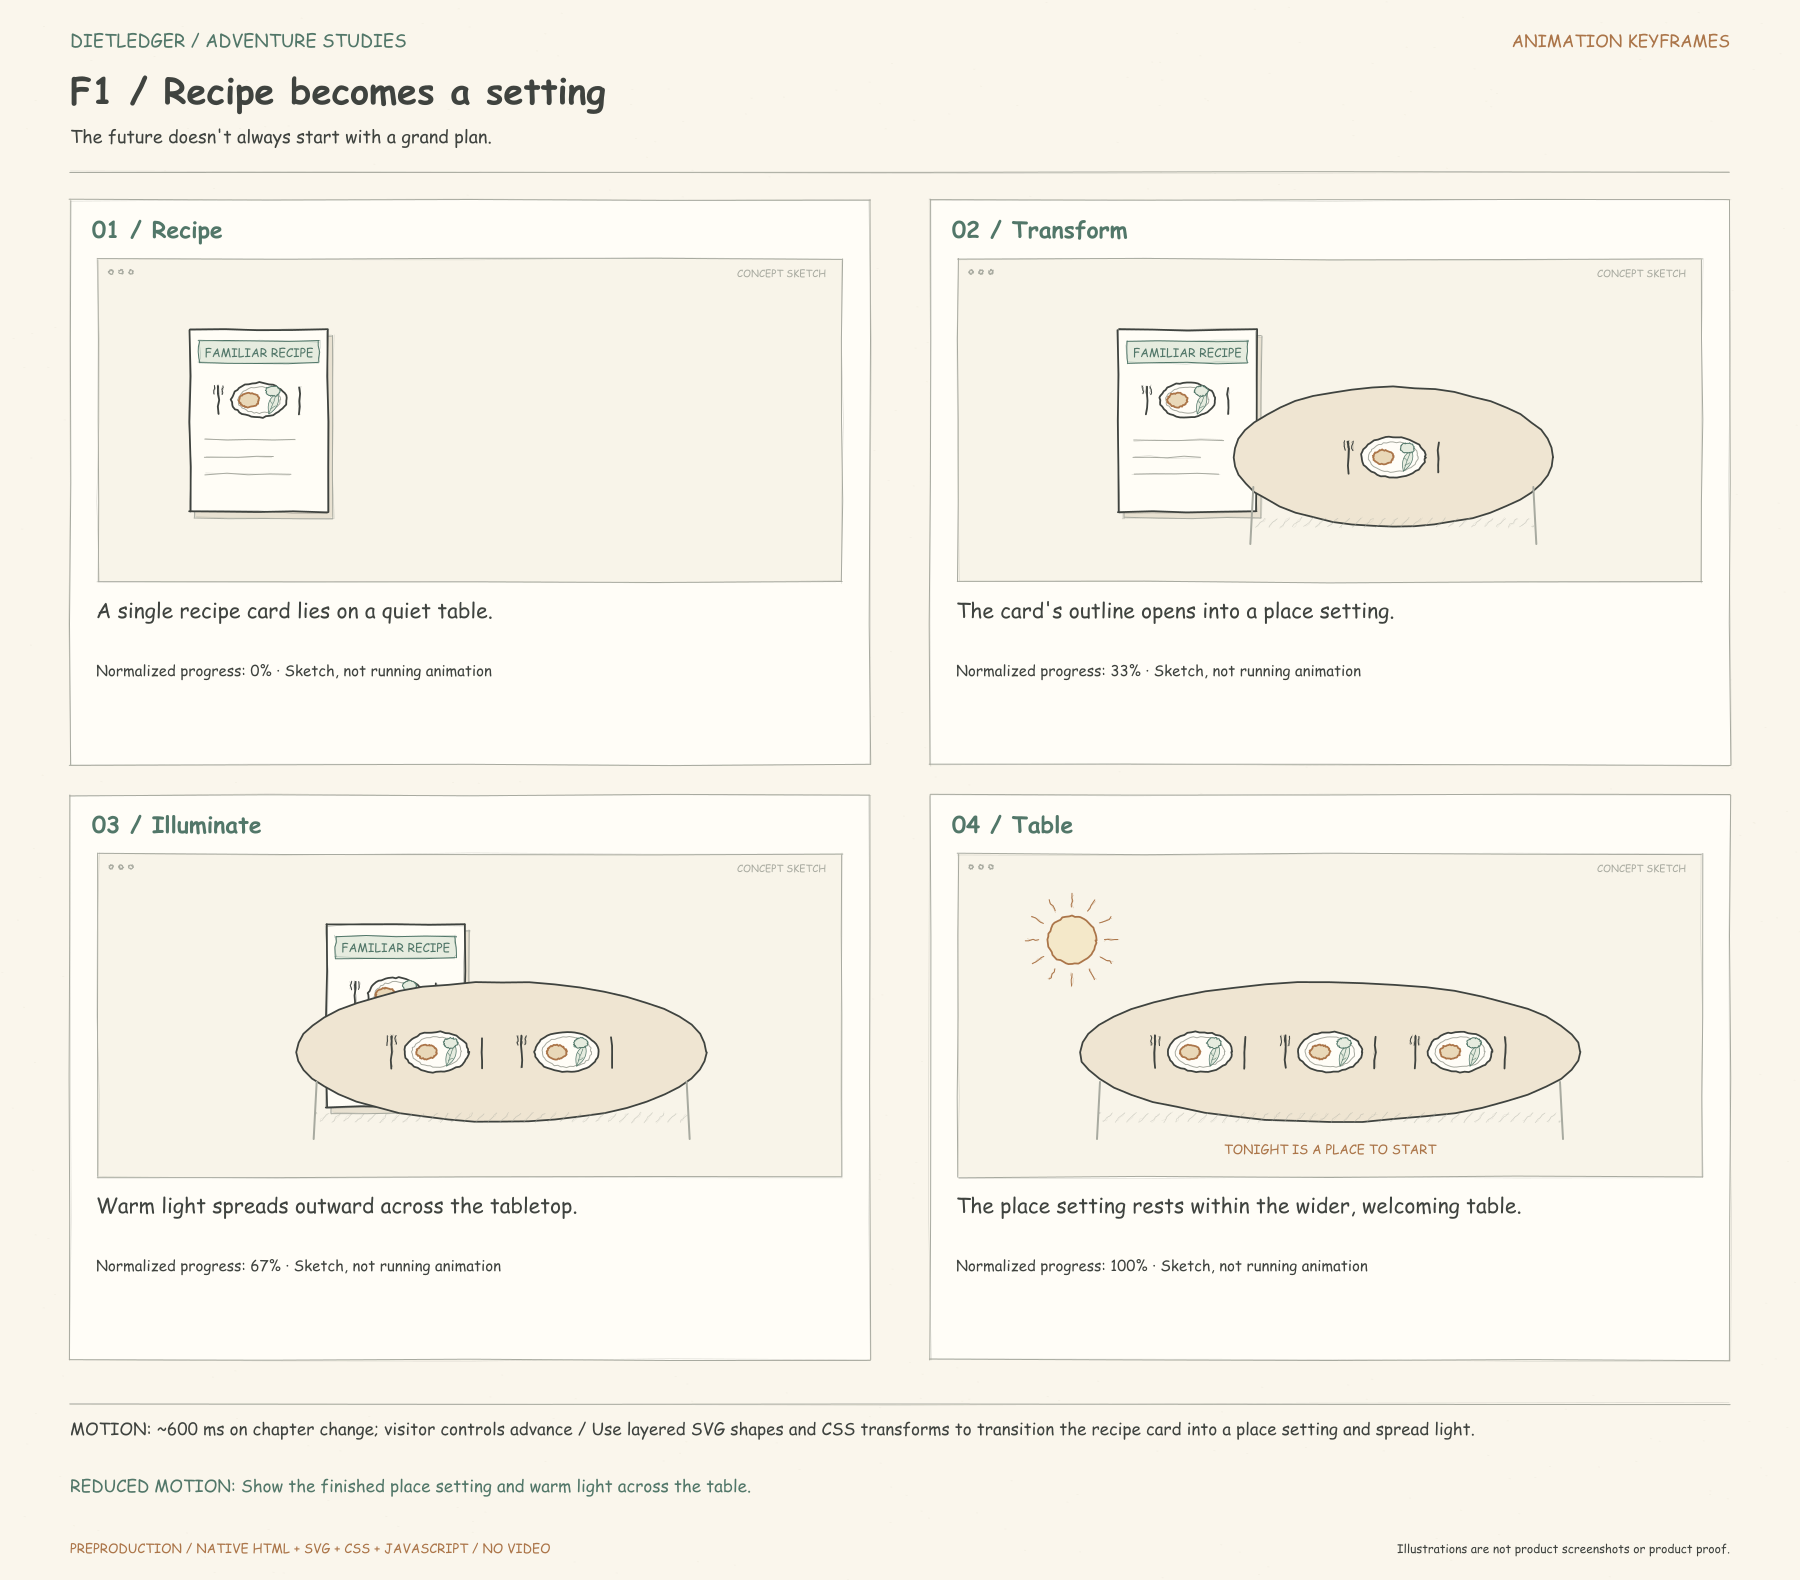 DIETLEDGER / ADVENTURE STUDIES
ANIMATION KEYFRAMES
F1 / Recipe becomes a setting
The future doesn't always start with a grand plan.
01 / Recipe
CONCEPT SKETCH
FAMILIAR RECIPE
A single recipe card lies on a quiet table.
Normalized progress: 0% · Sketch, not running animation
02 / Transform
CONCEPT SKETCH
FAMILIAR RECIPE
The card's outline opens into a place setting.
Normalized progress: 33% · Sketch, not running animation
03 / Illuminate
CONCEPT SKETCH
FAMILIAR RECIPE
Warm light spreads outward across the tabletop.
Normalized progress: 67% · Sketch, not running animation
04 / Table
CONCEPT SKETCH
TONIGHT IS A PLACE TO START
The place setting rests within the wider, welcoming table.
Normalized progress: 100% · Sketch, not running animation
MOTION: ~600 ms on chapter change; visitor controls advance / Use layered SVG shapes and CSS transforms to transition the recipe card into a place setting and spread light.
REDUCED MOTION: Show the finished place setting and warm light across the table.
PREPRODUCTION / NATIVE HTML + SVG + CSS + JAVASCRIPT / NO VIDEO
Illustrations are not product screenshots or product proof.